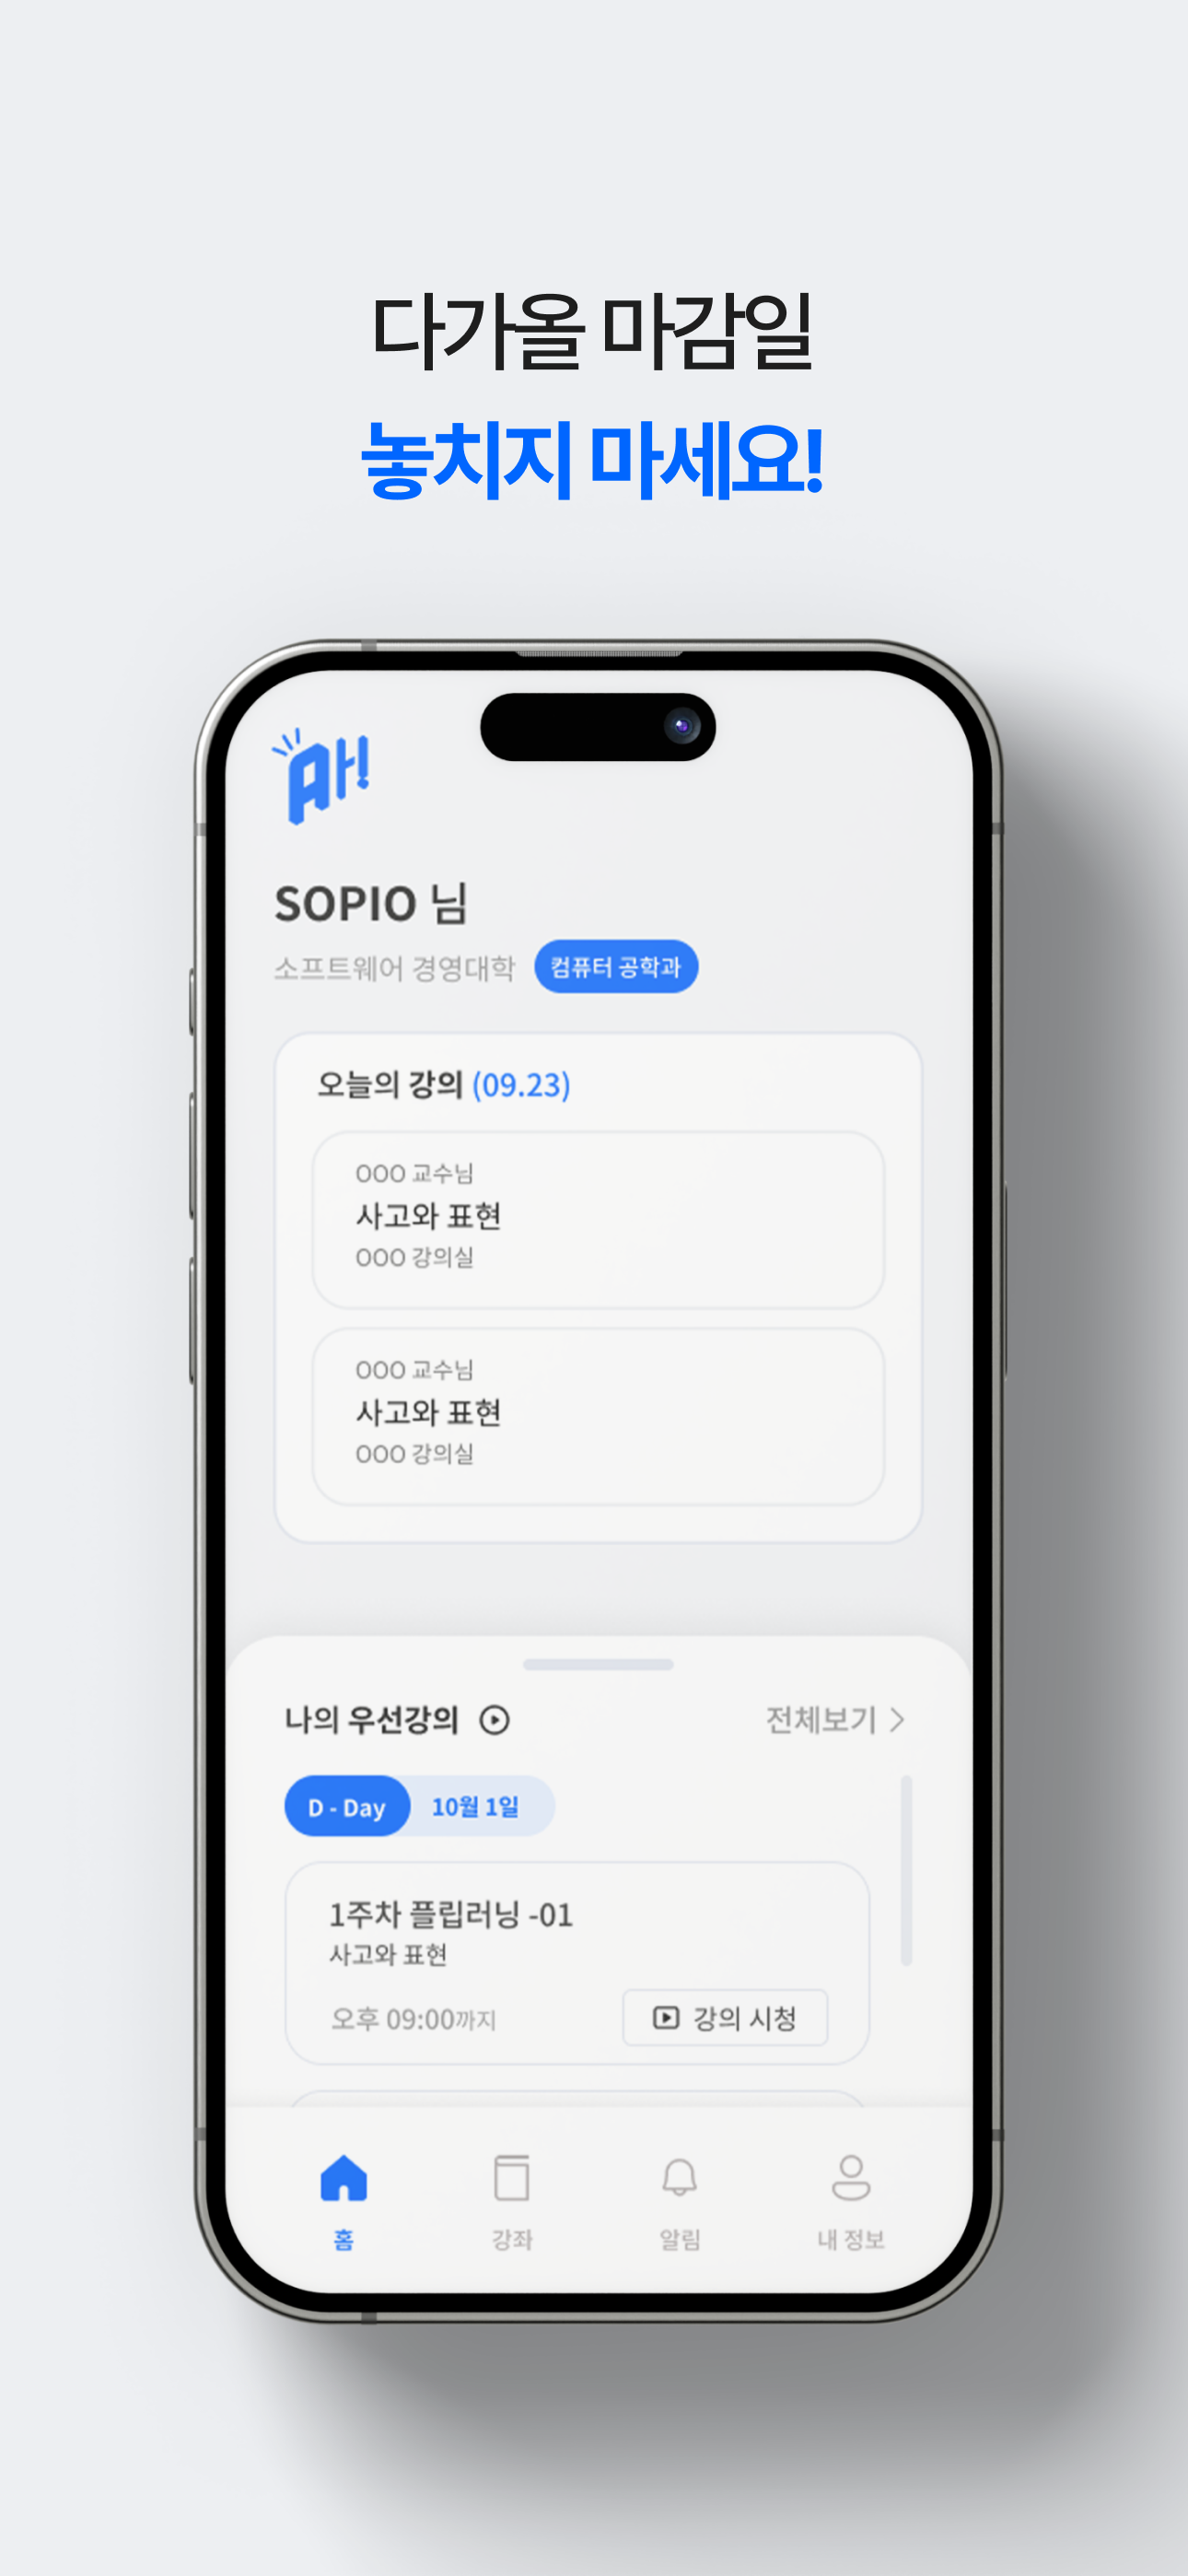 다가올 마감일
놓치지 마세요!
AH!
SOPIO 님
소프트웨어 경영대학 컴퓨터 공학과
오늘의 강의 (09.23)
OOO 교수님
사고와 표현
OOO 강의실
OOO 교수님
사고와 표현
OOO 강의실
나의 우선강의 전체보기 >
D - Day 10월 1일
1주차 플립러닝 -01
사고와 표현
오후 09:00까지 강의 시청
홈 강좌 알림 내 정보